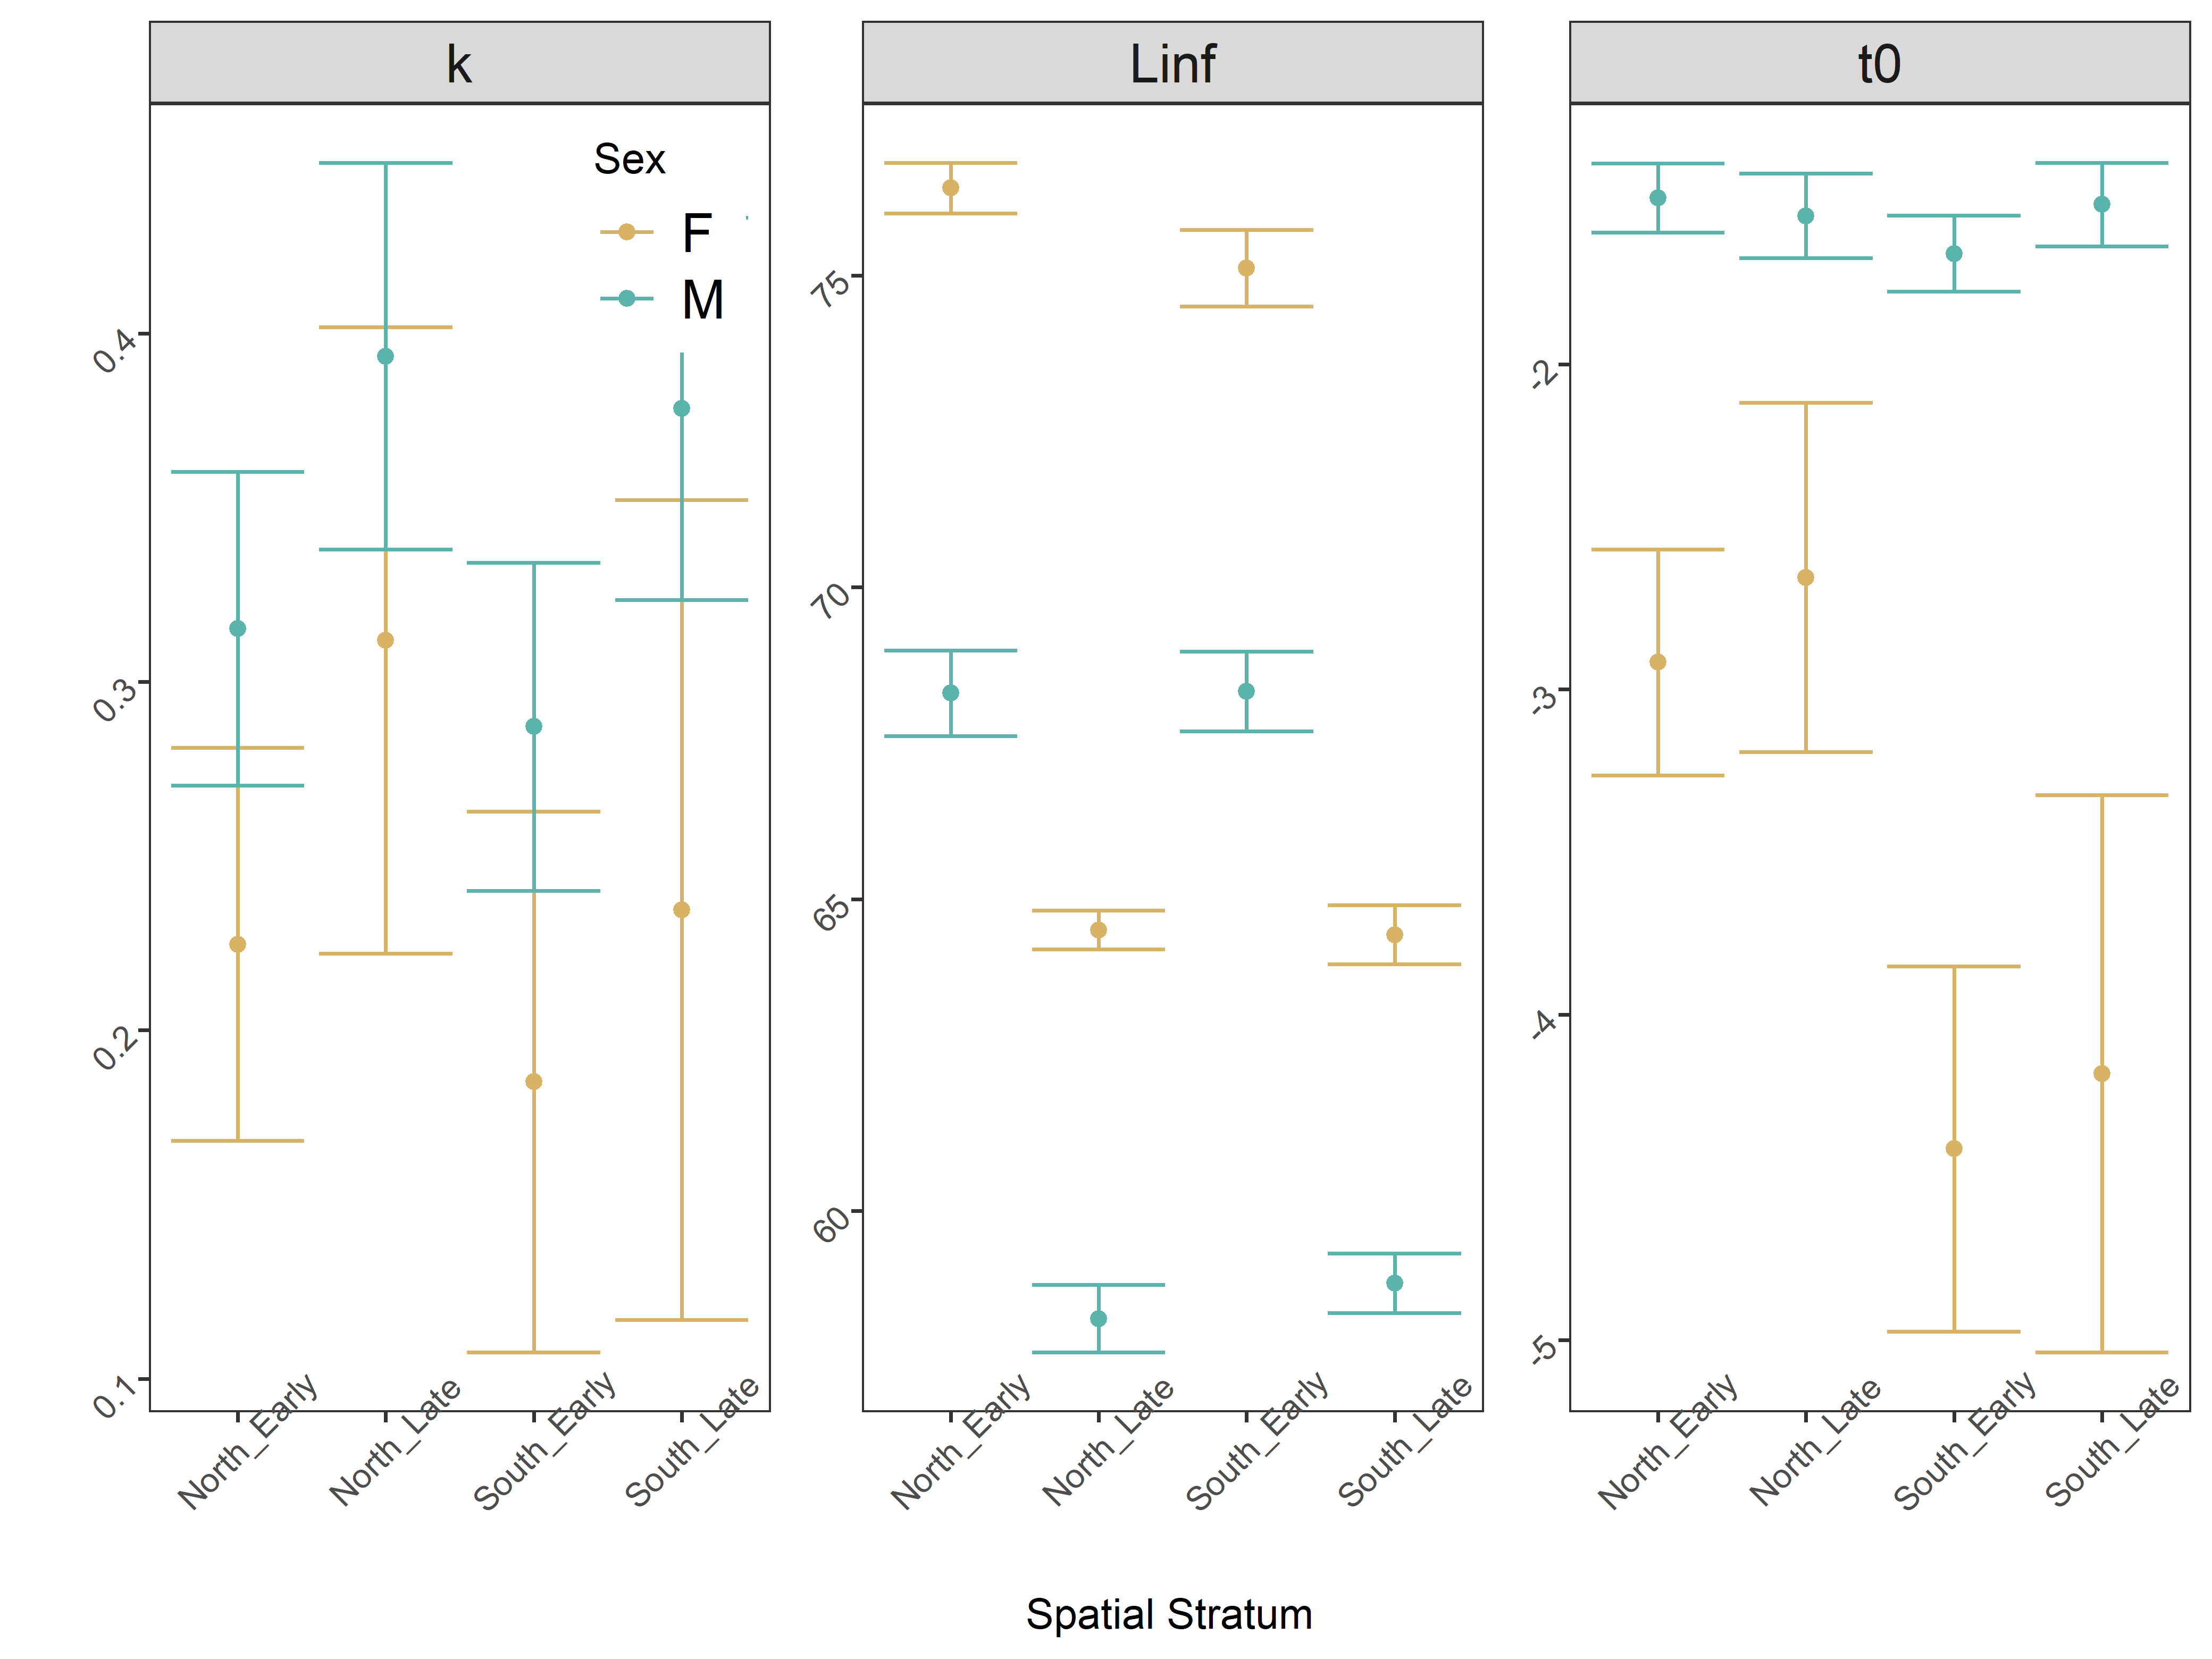 k
Linf
t0
Sex
F
M
0.4
0.3
0.2
0.1
75
70
65
60
-2
-3
-4
-5
North_Early
North_Late
South_Early
South_Late
North_Early
North_Late
South_Early
South_Late
North_Early
North_Late
South_Early
South_Late
Spatial Stratum